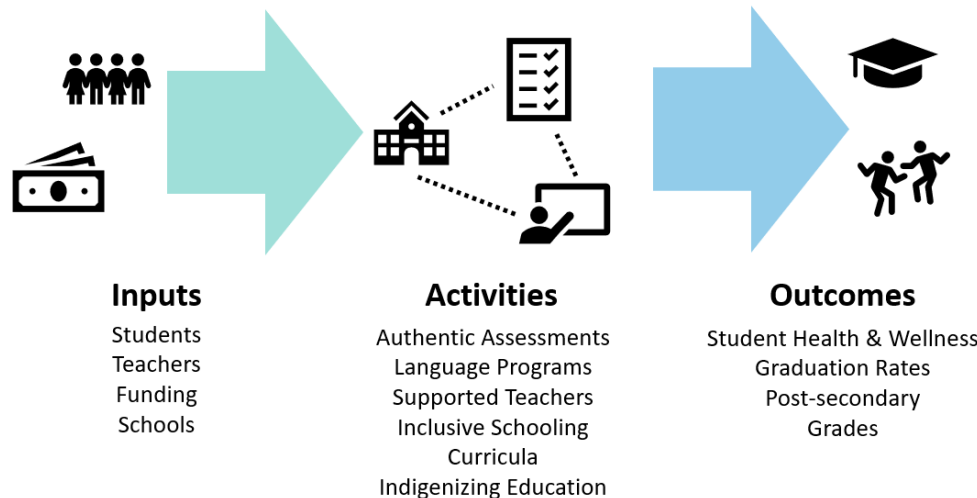 Inputs
Students
Teachers
Funding
Schools
Activities
Authentic Assessments
Language Programs
Supported Teachers
Inclusive Schooling
Curricula
Indigenizing Education
Outcomes
Student Health & Wellness
Graduation Rates
Post-secondary
Grades